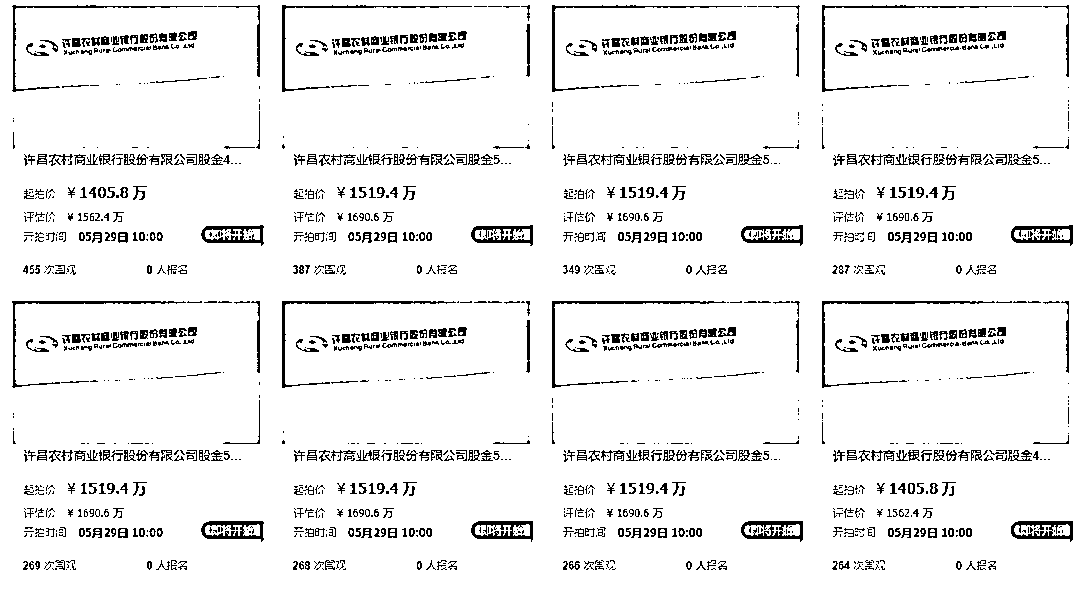 许昌农村商业银行股份有限公司
Xuchang Rural Commercial Bank Co.,Ltd
许昌农村商业银行股份有限公司股金4...
起拍价 ¥1405.8万
评估价 ¥1562.4万
开拍时间 05月29日 10:00 即将开始
455 次围观 0 人报名
许昌农村商业银行股份有限公司
Xuchang Rural Commercial Bank Co.,Ltd
许昌农村商业银行股份有限公司股金5...
起拍价 ¥1519.4万
评估价 ¥1690.6万
开拍时间 05月29日 10:00 即将开始
387 次围观 0 人报名
许昌农村商业银行股份有限公司
Xuchang Rural Commercial Bank Co.,Ltd
许昌农村商业银行股份有限公司股金5...
起拍价 ¥1519.4万
评估价 ¥1690.6万
开拍时间 05月29日 10:00 即将开始
349 次围观 0 人报名
许昌农村商业银行股份有限公司
Xuchang Rural Commercial Bank Co.,Ltd
许昌农村商业银行股份有限公司股金5...
起拍价 ¥1519.4万
评估价 ¥1690.6万
开拍时间 05月29日 10:00 即将开始
287 次围观 0 人报名
许昌农村商业银行股份有限公司
Xuchang Rural Commercial Bank Co.,Ltd
许昌农村商业银行股份有限公司股金5...
起拍价 ¥1519.4万
评估价 ¥1690.6万
开拍时间 05月29日 10:00 即将开始
269 次围观 0 人报名
许昌农村商业银行股份有限公司
Xuchang Rural Commercial Bank Co.,Ltd
许昌农村商业银行股份有限公司股金5...
起拍价 ¥1519.4万
评估价 ¥1690.6万
开拍时间 05月29日 10:00 即将开始
268 次围观 0 人报名
许昌农村商业银行股份有限公司
Xuchang Rural Commercial Bank Co.,Ltd
许昌农村商业银行股份有限公司股金5...
起拍价 ¥1519.4万
评估价 ¥1690.6万
开拍时间 05月29日 10:00 即将开始
266 次围观 0 人报名
许昌农村商业银行股份有限公司
Xuchang Rural Commercial Bank Co.,Ltd
许昌农村商业银行股份有限公司股金4...
起拍价 ¥1405.8万
评估价 ¥1562.4万
开拍时间 05月29日 10:00 即将开始
264 次围观 0 人报名